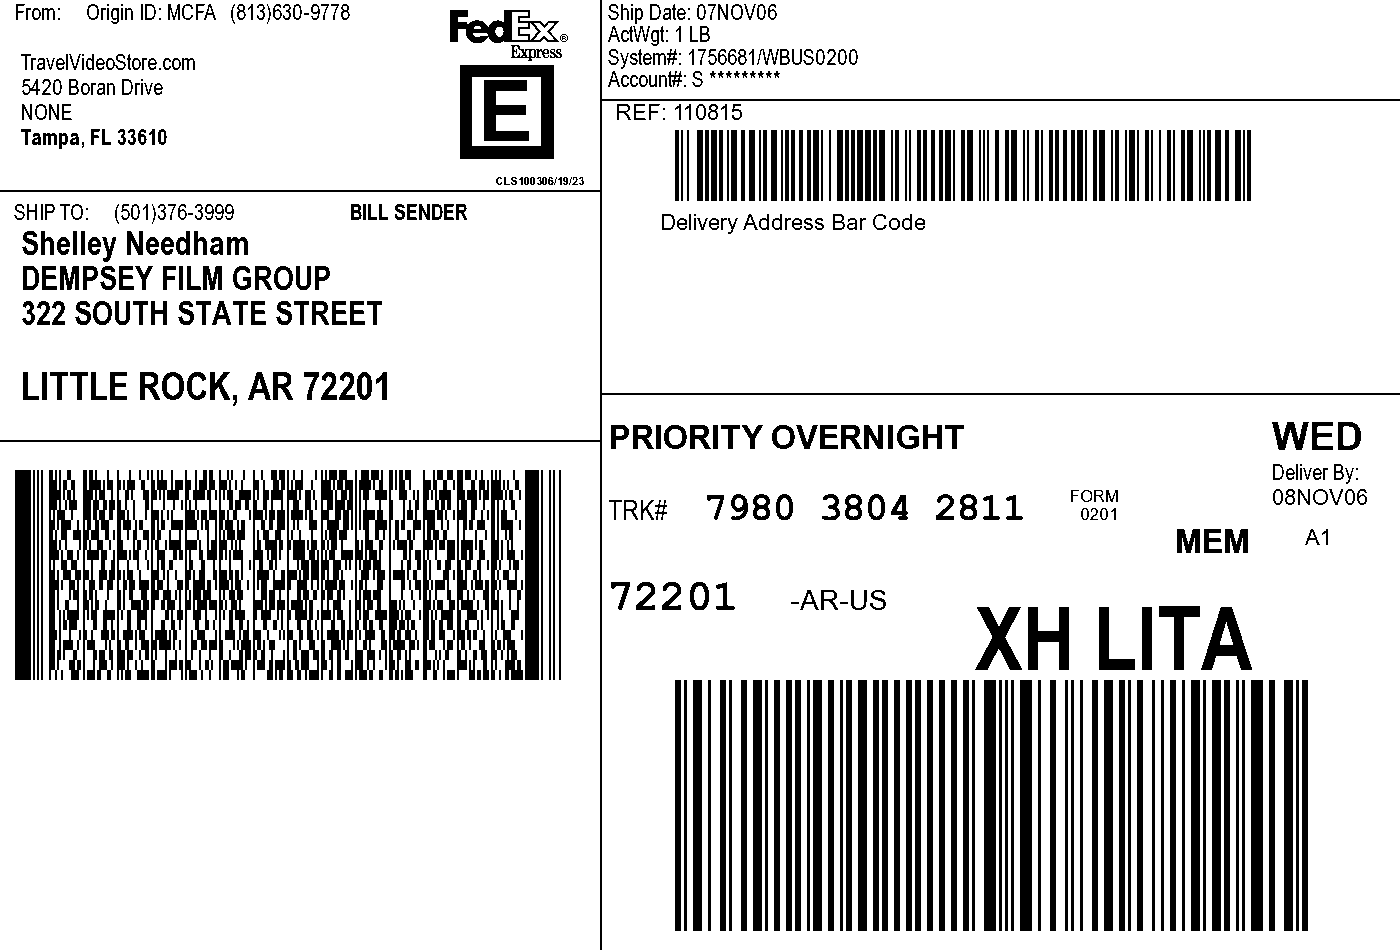 From: Origin ID: MCFA (813)630-9778
TravelVideoStore.com
5420 Boran Drive
NONE
Tampa, FL 33610
FedEx®
Express
E
CLS100306/19/23
Ship Date: 07NOV06
ActWgt: 1 LB
System#: 1756681/WBUS0200
Account#: S *********
REF: 110815
Delivery Address Bar Code
SHIP TO: (501)376-3999 BILL SENDER
Shelley Needham
DEMPSEY FILM GROUP
322 SOUTH STATE STREET
LITTLE ROCK, AR 72201
PRIORITY OVERNIGHT
WED
Deliver By:
08NOV06
TRK# 7980 3804 2811 FORM
0201
MEM A1
72201 -AR-US
XH LITA